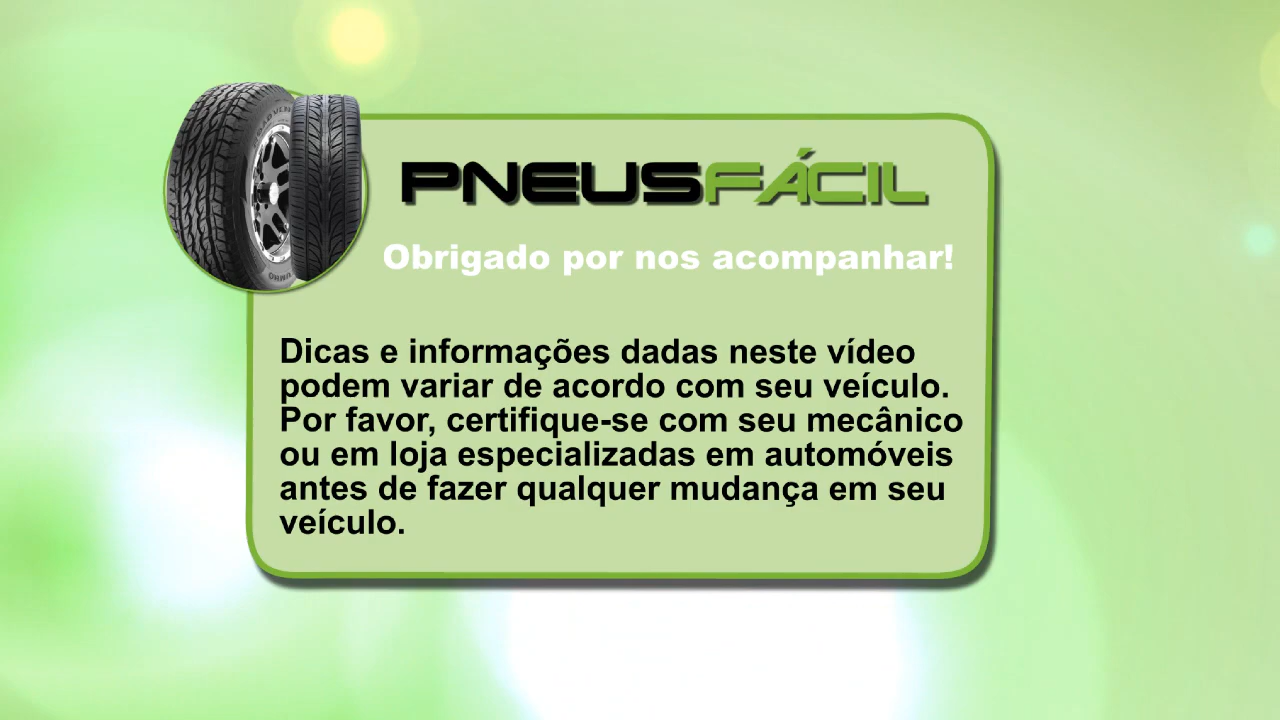 PNEUSFÁCIL
Obrigado por nos acompanhar!
Dicas e informações dadas neste vídeo
podem variar de acordo com seu veículo.
Por favor, certifique-se com seu mecânico
ou em loja especializadas em automóveis
antes de fazer qualquer mudança em seu
veículo.